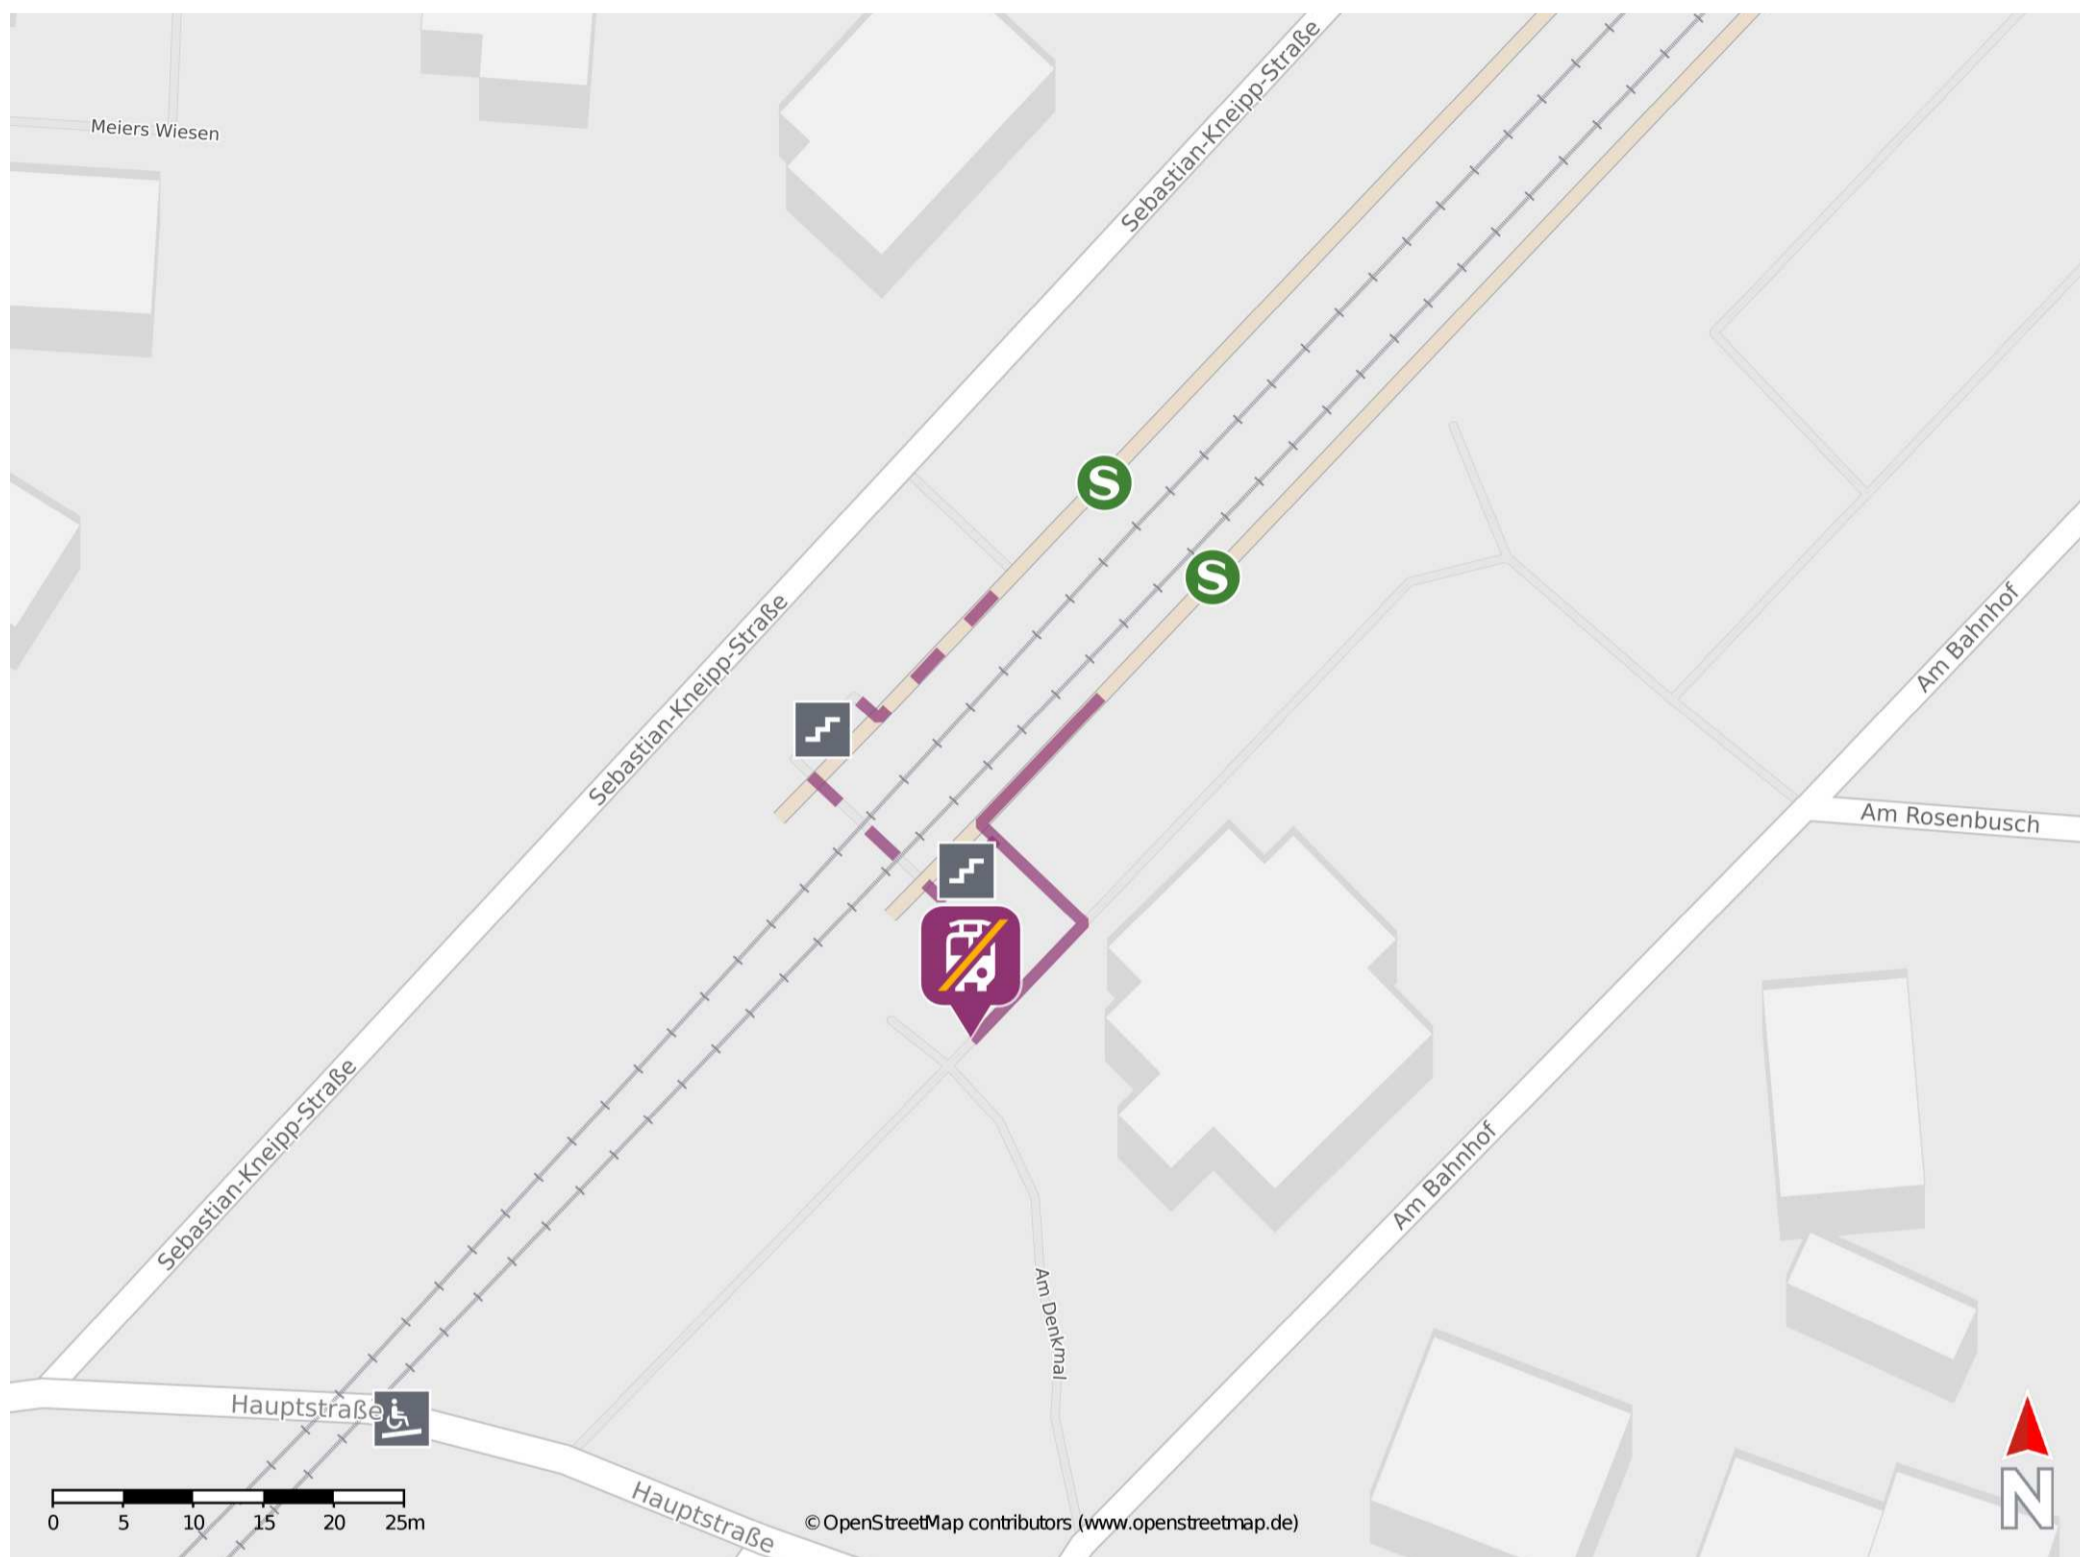 Sebastian-Kneipp-Straße
Meiers Wiesen
S
S
Sebastian-Kneipp-Straße
Am Bahnhof
Am Rosenbusch
Sebastian-Kneipp-Straße
Am Bahnhof
Am Denkmal
Hauptstraße
Hauptstraße
N
0 5 10 15 20 25m
© OpenStreetMap contributors (www.openstreetmap.de)